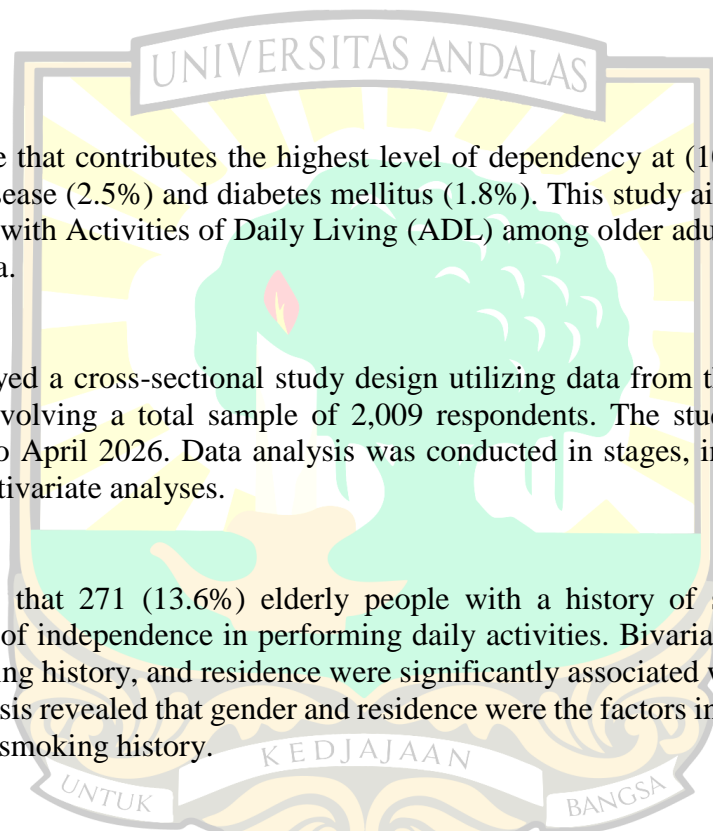 UNIVERSITAS ANDALAS
e that contributes the highest level of dependency at (1
ease (2.5%) and diabetes mellitus (1.8%). This study ai
with Activities of Daily Living (ADL) among older adu
a.
yed a cross-sectional study design utilizing data from t
volving a total sample of 2,009 respondents. The stu
o April 2026. Data analysis was conducted in stages, i
tivariate analyses.
that 271 (13.6%) elderly people with a history of s
of independence in performing daily activities. Bivaria
ing history, and residence were significantly associated
sis revealed that gender and residence were the factors in
smoking history.
KEDJAJAAN
UNTUK
BANGSA